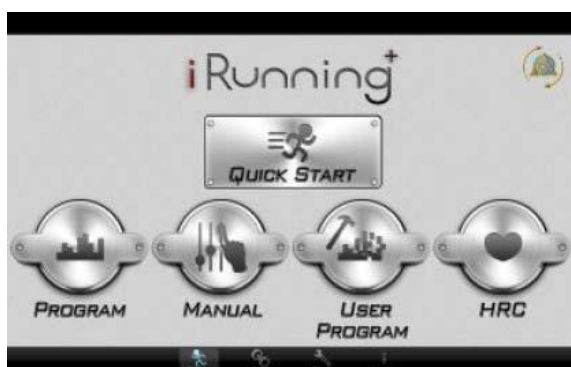 iRunning+
QUICK START
PROGRAM
MANUAL
USER
PROGRAM
HRC